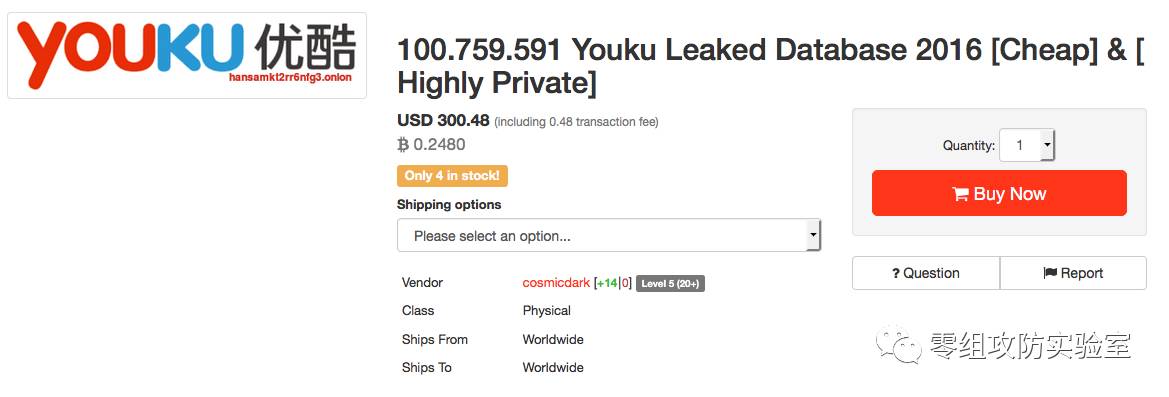 YOUKU 优酷
hansamkt2rr6nfg3.onion
100.759.591 Youku Leaked Database 2016 [Cheap] & [
Highly Private]
USD 300.48 (including 0.48 transaction fee)
฿ 0.2480
Only 4 in stock!
Shipping options
Please select an option...
Vendor cosmicdark [+14|0] Level 5 (20+)
Class Physical
Ships From Worldwide
Ships To Worldwide
Quantity: 1
Buy Now
? Question Report
零组攻防实验室